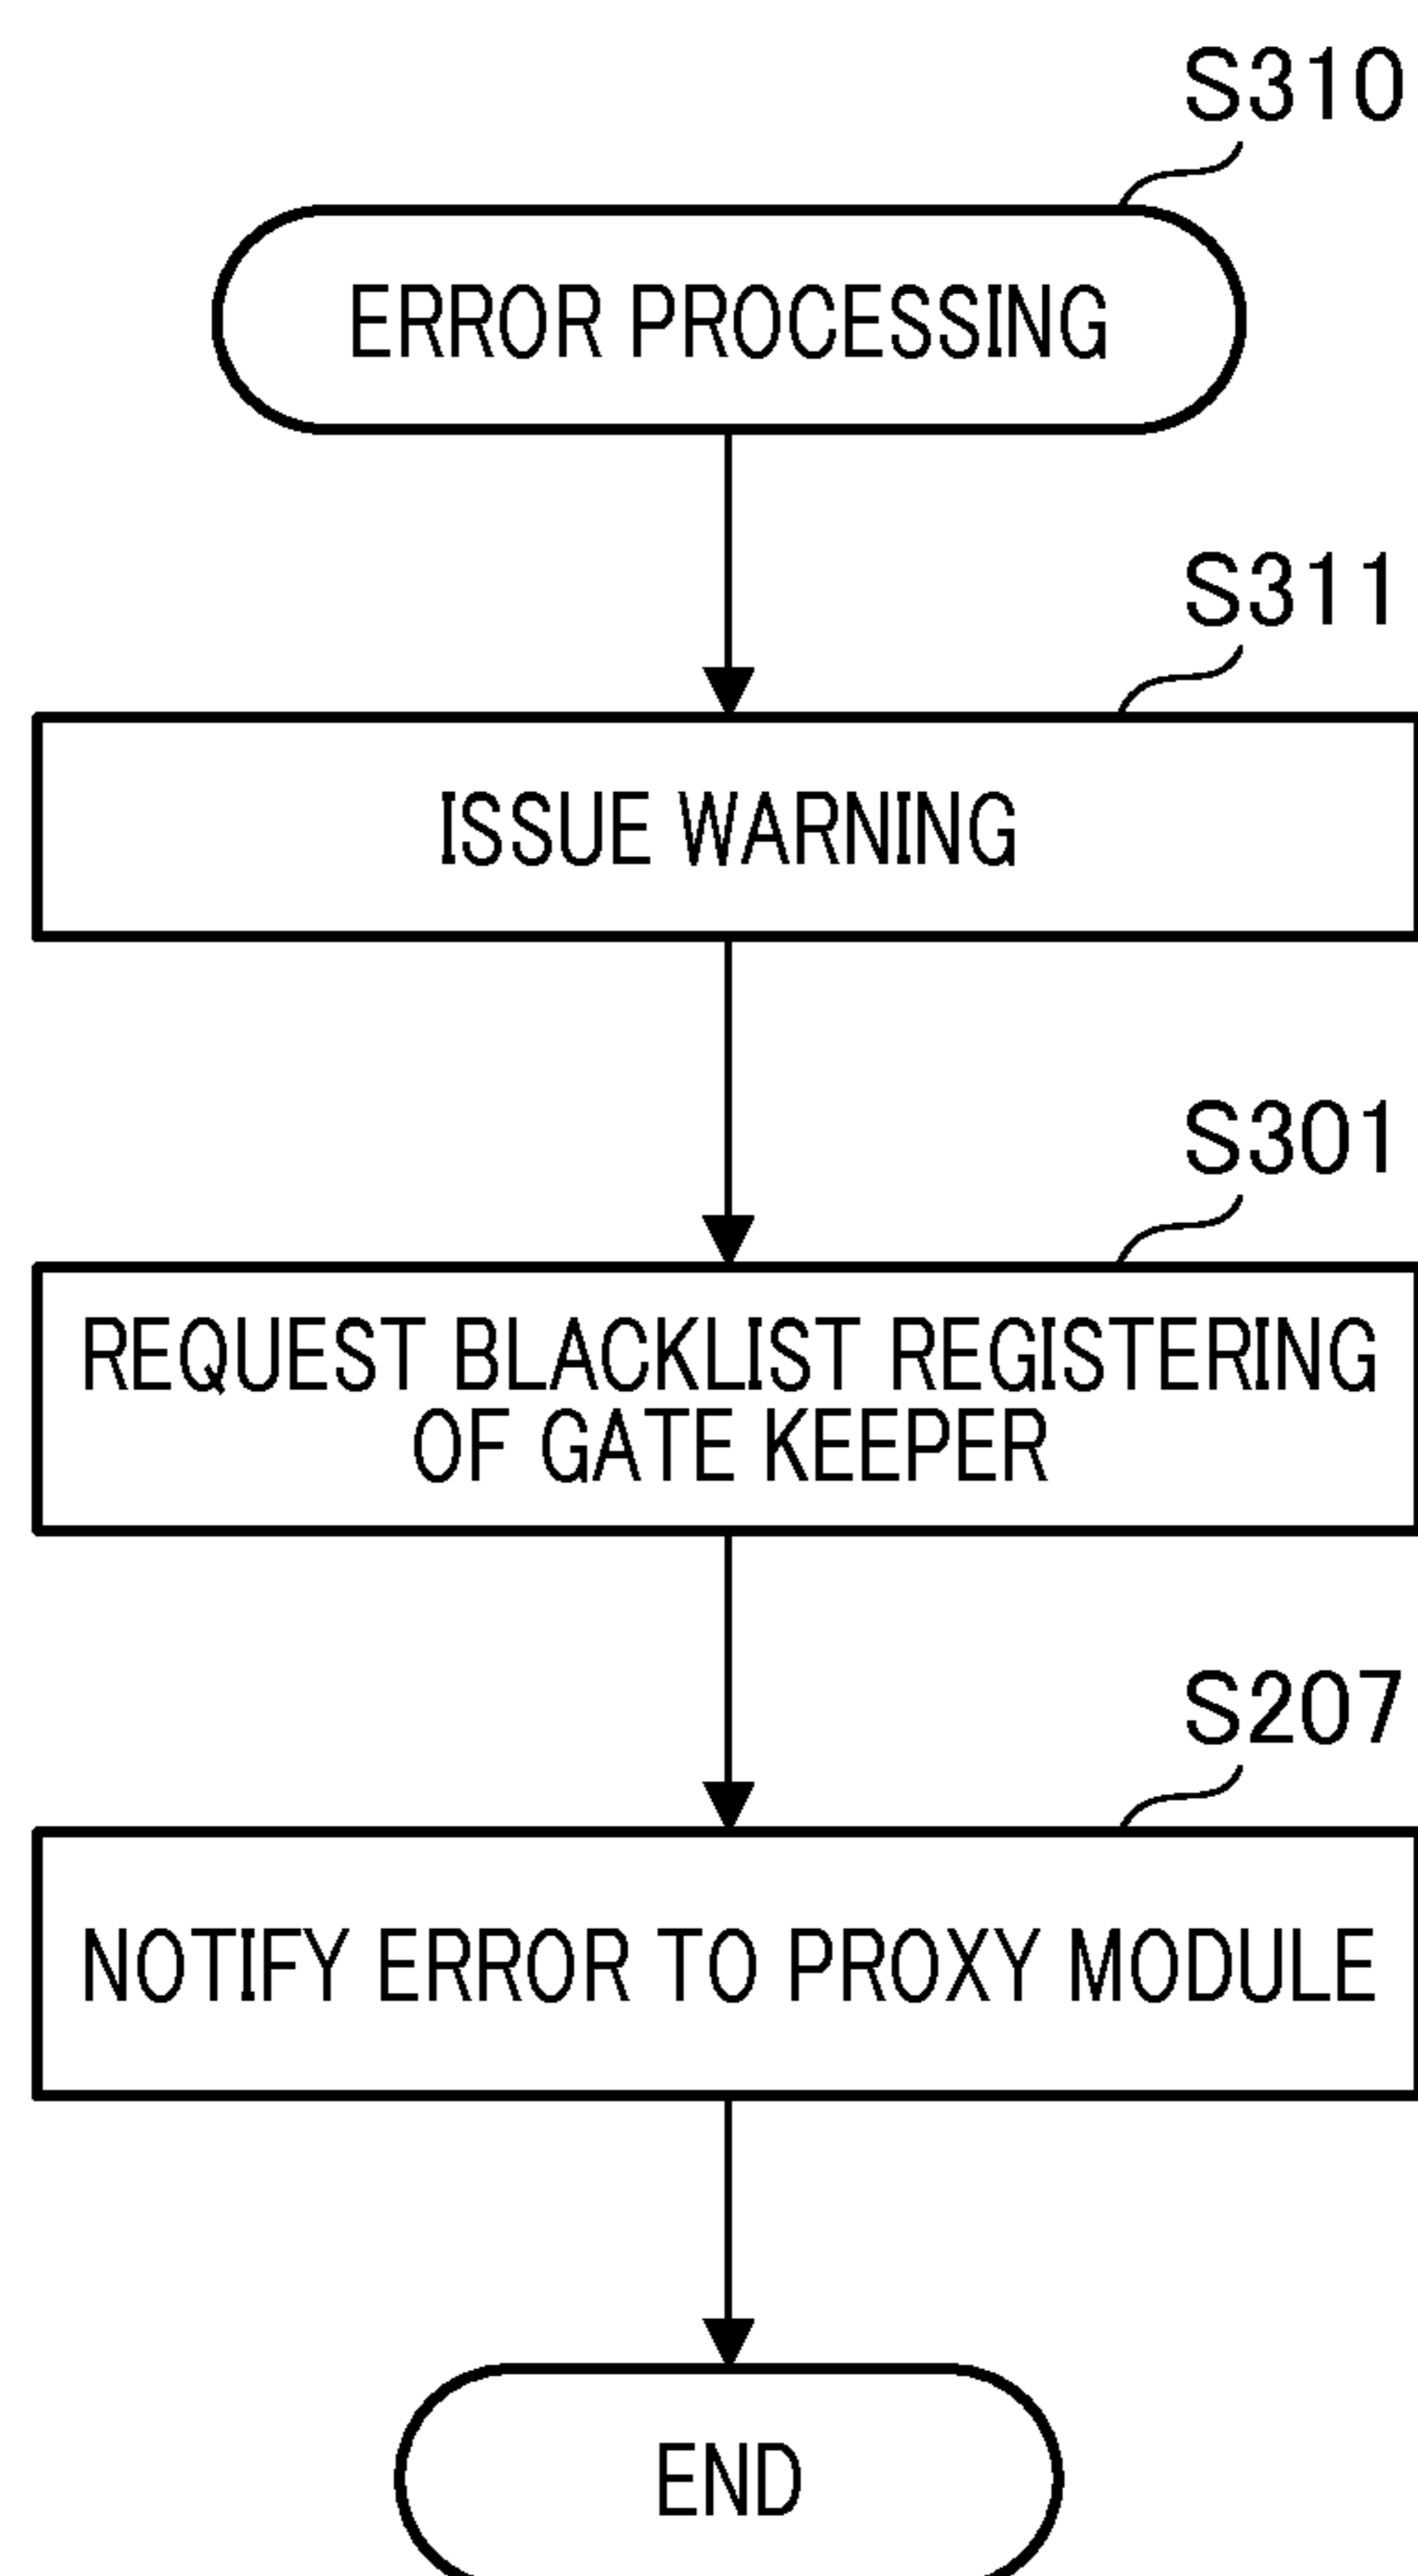 S310
ERROR PROCESSING
S311
ISSUE WARNING
S301
REQUEST BLACKLIST REGISTERING
OF GATE KEEPER
S207
NOTIFY ERROR TO PROXY MODULE
END